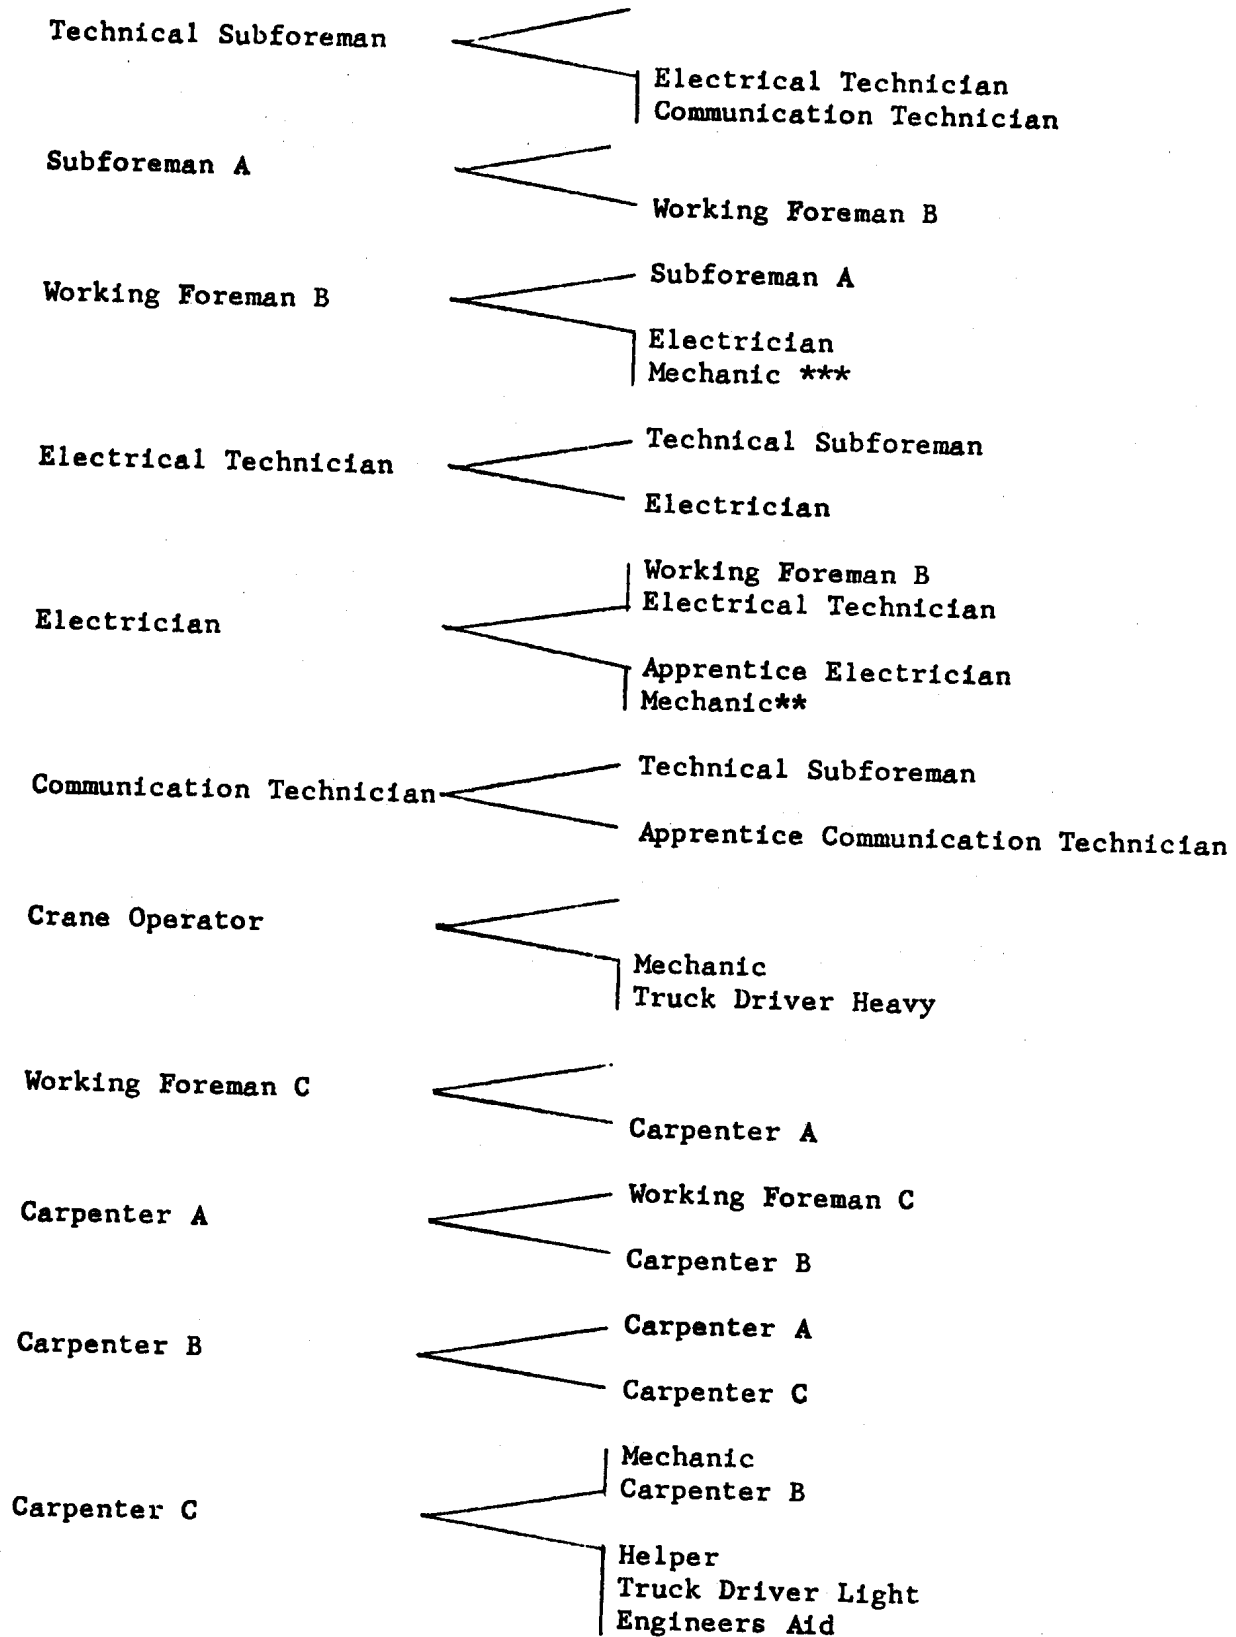 Technical Subforeman
Electrical Technician
Communication Technician
Subforeman A
Working Foreman B
Working Foreman B
Subforeman A
Electrician
Mechanic ***
Electrical Technician
Technical Subforeman
Electrician
Electrician
Working Foreman B
Electrical Technician
Apprentice Electrician
Mechanic**
Communication Technician
Technical Subforeman
Apprentice Communication Technician
Crane Operator
Mechanic
Truck Driver Heavy
Working Foreman C
Carpenter A
Carpenter A
Working Foreman C
Carpenter B
Carpenter B
Carpenter A
Carpenter C
Carpenter C
Mechanic
Carpenter B
Helper
Truck Driver Light
Engineers Aid